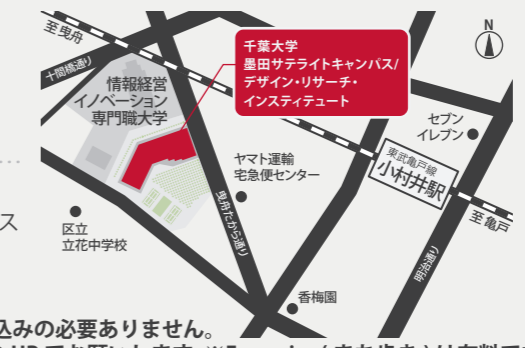 至曳舟
十間橋通り
情報経営
イノベーション
専門職大学
千葉大学
墨田サテライトキャンパス/
デザイン・リサーチ・
インスティテュート
N
セブン
イレブン
東武亀戸線
小村井駅
至亀戸
ヤマト運輸
宅急便センター
曳舟たから通り
明治通り
区立
立花中学校
香梅園
ス
込みの必要ありません。